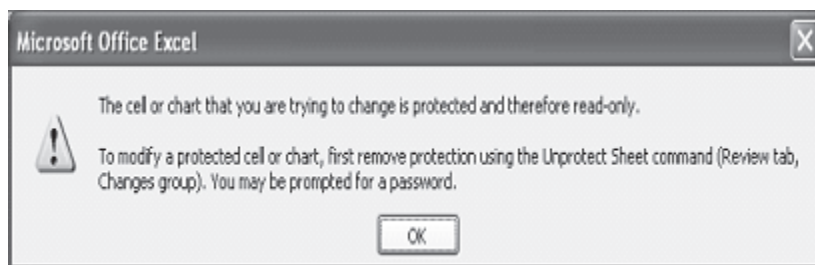 Microsoft Office Excel
The cell or chart that you are trying to change is protected and therefore read-only.
To modify a protected cell or chart, first remove protection using the Unprotect Sheet command (Review tab,
Changes group). You may be prompted for a password.
OK